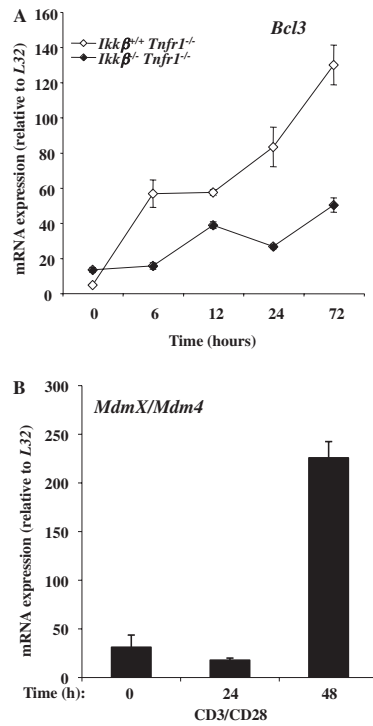 A
Ikkβ+/+ Tnfr1-/-
Ikkβ-/- Tnfr1-/-
Bcl3
mRNA expression (relative to L32)
160
140
120
100
80
60
40
20
0
0 6 12 24 72
Time (hours)
B
MdmX/Mdm4
mRNA expression (relative to L32)
300
250
200
150
100
50
0
Time (h): 0 24 48
CD3/CD28